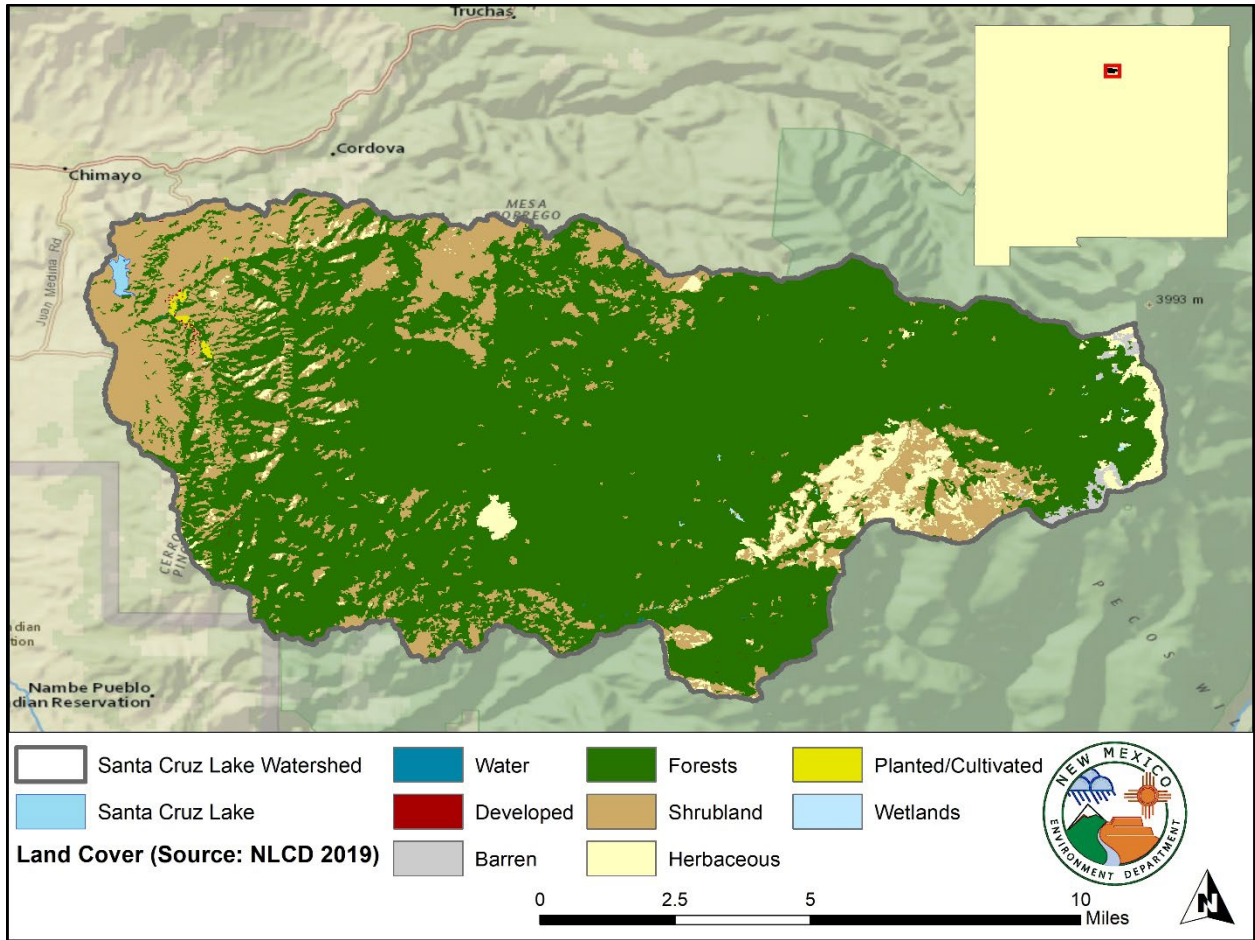 Truchas
Cordova
Chimayo
MESA
BORREGO
Juan Medina Rd
3993 m
CERRO
PIN
PECOS WIL
dian
tion
Nambe Pueblo
dian Reservation
Santa Cruz Lake Watershed
Santa Cruz Lake
Land Cover (Source: NLCD 2019)
Water
Developed
Barren
Forests
Shrubland
Herbaceous
Planted/Cultivated
Wetlands
NEW MEXICO
ENVIRONMENT DEPARTMENT
0 2.5 5 10
Miles
N